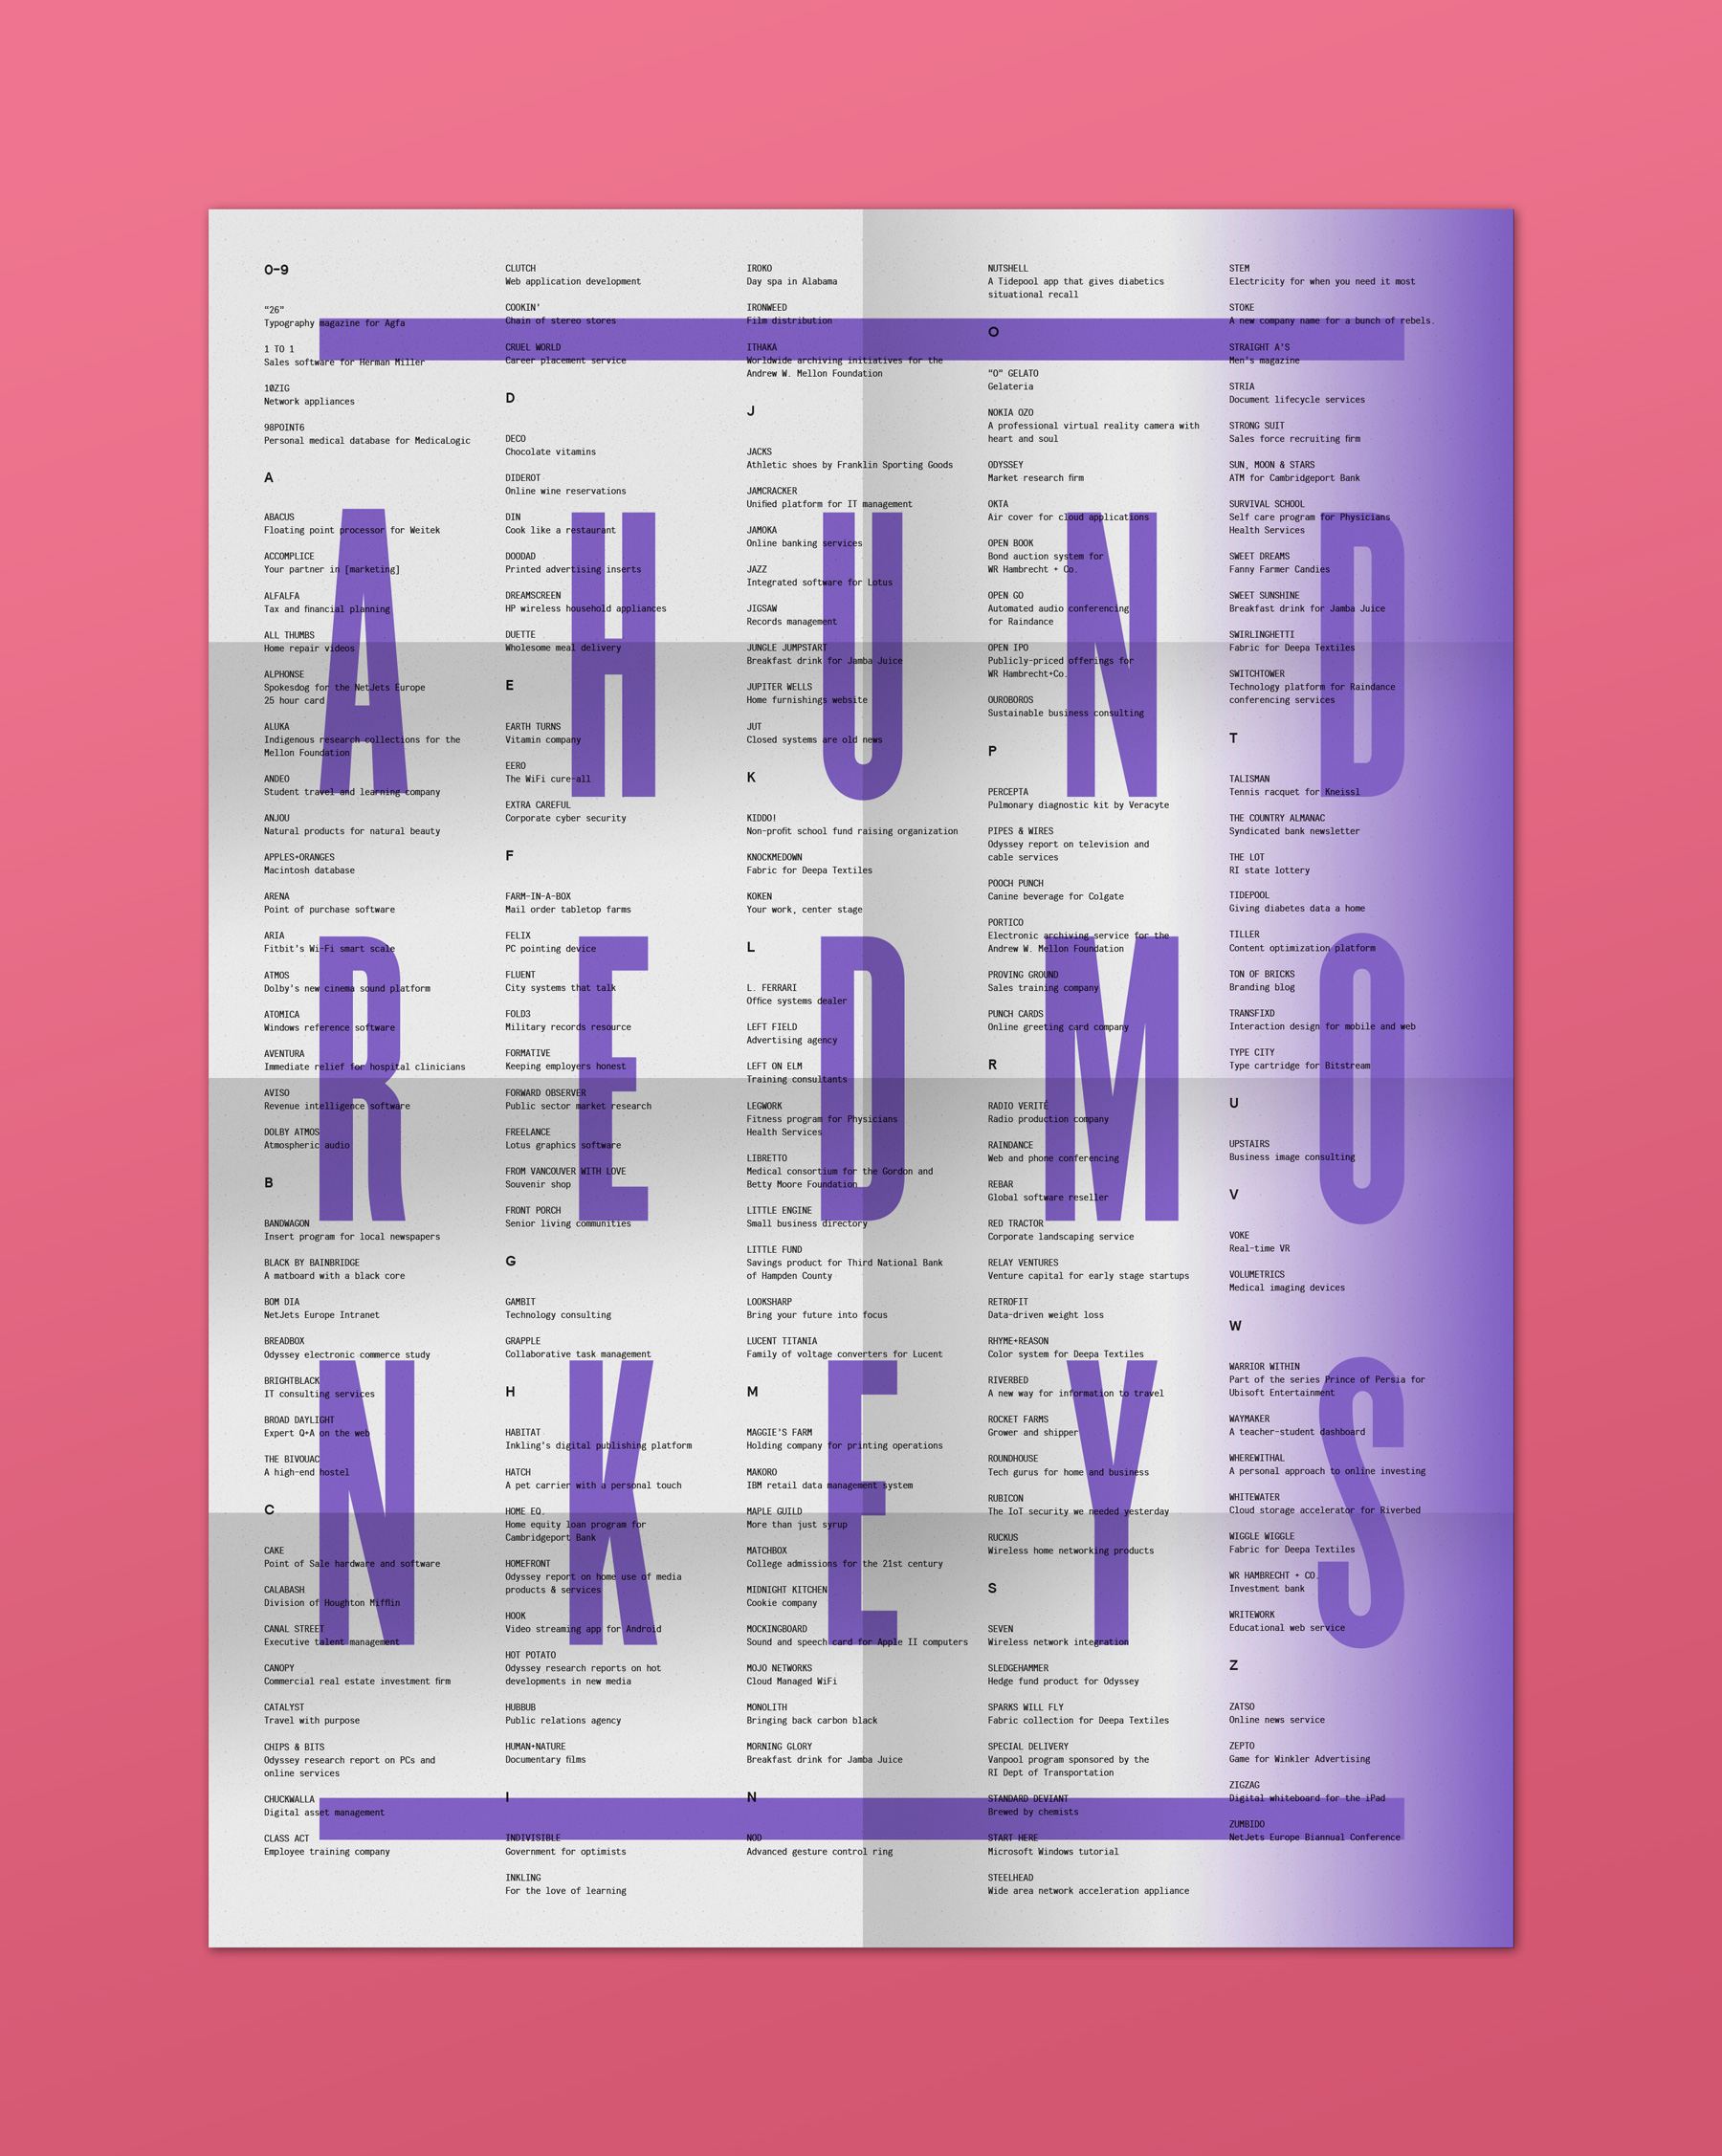 0-9
"26"
Typography magazine for Agfa
1 TO 1
Sales software for Herman Miller
10ZIG
Network appliances
98POINT6
Personal medical database for MedicaLogic
A
ABACUS
Floating point processor for Weitek
ACCOMPLICE
Your partner in [marketing]
ALFALFA
Tax and financial planning
ALL THUMBS
Home repair videos
ALPHONSE
Spokesdog for the NetJets Europe
25 hour card
ALUKA
Indigenous research collections for the
Mellon Foundation
ANDEO
Student travel and learning company
ANJOU
Natural products for natural beauty
APPLES+ORANGES
Macintosh database
ARENA
Point of purchase software
ARIA
Fitbit's Wi-Fi smart scale
ATMOS
Dolby's new cinema sound platform
ATOMICA
Windows reference software
AVENTURA
Immediate relief for hospital clinicians
AVISO
Revenue intelligence software
DOLBY ATMOS
Atmospheric audio
B
BANDWAGON
Insert program for local newspapers
BLACK BY BAINBRIDGE
A matboard with a black core
BOM DIA
NetJets Europe Intranet
BREADBOX
Odyssey electronic commerce study
BRIGHTBLACK
IT consulting services
BROAD DAYLIGHT
Expert Q+A on the web
THE BIVOUAC
A high-end hostel
C
CAKE
Point of Sale hardware and software
CALABASH
Division of Houghton Mifflin
CANAL STREET
Executive talent management
CANOPY
Commercial real estate investment firm
CATALYST
Travel with purpose
CHIPS & BITS
Odyssey research report on PCs and
online services
CHUCKWALLA
Digital asset management
CLASS ACT
Employee training company
CLUTCH
Web application development
COOKIN'
Chain of stereo stores
CRUEL WORLD
Career placement service
D
DECO
Chocolate vitamins
DIDEROT
Online wine reservations
DIN
Cook like a restaurant
DOODAD
Printed advertising inserts
DREAMSCREEN
HP wireless household appliances
DUETTE
Wholesome meal delivery
E
EARTH TURNS
Vitamin company
EERO
The WiFi cure-all
EXTRA CAREFUL
Corporate cyber security
F
FARM-IN-A-BOX
Mail order tabletop farms
FELIX
PC pointing device
FLUENT
City systems that talk
FOLD3
Military records resource
FORMATIVE
Keeping employers honest
FORWARD OBSERVER
Public sector market research
FREELANCE
Lotus graphics software
FROM VANCOUVER WITH LOVE
Souvenir shop
FRONT PORCH
Senior living communities
G
GAMBIT
Technology consulting
GRAPPLE
Collaborative task management
H
HABITAT
Inkling's digital publishing platform
HATCH
A pet carrier with a personal touch
HOME EQ.
Home equity loan program for
Cambridgeport Bank
HOMEFRONT
Odyssey report on home use of media
products & services
HOOK
Video streaming app for Android
HOT POTATO
Odyssey research reports on hot
developments in new media
HUBBUB
Public relations agency
HUMAN+NATURE
Documentary films
I
INDIVISIBLE
Government for optimists
INKLING
For the love of learning
IROKO
Day spa in Alabama
IRONWEED
Film distribution
ITHAKA
Worldwide archiving initiatives for the
Andrew W. Mellon Foundation
J
JACKS
Athletic shoes by Franklin Sporting Goods
JAMCRACKER
Unified platform for IT management
JAMOKA
Online banking services
JAZZ
Integrated software for Lotus
JIGSAW
Records management
JUNGLE JUMPSTART
Breakfast drink for Jamba Juice
JUPITER WELLS
Home furnishings website
JUT
Closed systems are old news
K
KIDDO!
Non-profit school fund raising organization
KNOCKMEDOWN
Fabric for Deepa Textiles
KOKEN
Your work, center stage
L
L. FERRARI
Office systems dealer
LEFT FIELD
Advertising agency
LEFT ON ELM
Training consultants
LEGWORK
Fitness program for Physicians
Health Services
LIBRETTO
Medical consortium for the Gordon and
Betty Moore Foundation
LITTLE ENGINE
Small business directory
LITTLE FUND
Savings product for Third National Bank
of Hampden County
LOOKSHARP
Bring your future into focus
LUCENT TITANIA
Family of voltage converters for Lucent
M
MAGGIE'S FARM
Holding company for printing operations
MAKORO
IBM retail data management system
MAPLE GUILD
More than just syrup
MATCHBOX
College admissions for the 21st century
MIDNIGHT KITCHEN
Cookie company
MOCKINGBOARD
Sound and speech card for Apple II computers
MOJO NETWORKS
Cloud Managed WiFi
MONOLITH
Bringing back carbon black
MORNING GLORY
Breakfast drink for Jamba Juice
N
NOD
Advanced gesture control ring
NUTSHELL
A Tidepool app that gives diabetics
situational recall
O
"O" GELATO
Gelateria
NOKIA OZO
A professional virtual reality camera with
heart and soul
ODYSSEY
Market research firm
OKTA
Air cover for cloud applications
OPEN BOOK
Bond auction system for
WR Hambrecht + Co.
OPEN GO
Automated audio conferencing
for Raindance
OPEN IPO
Publicly-priced offerings for
WR Hambrecht+Co.
OUROBOROS
Sustainable business consulting
P
PERCEPTA
Pulmonary diagnostic kit by Veracyte
PIPES & WIRES
Odyssey report on television and
cable services
POOCH PUNCH
Canine beverage for Colgate
PORTICO
Electronic archiving service for the
Andrew W. Mellon Foundation
PROVING GROUND
Sales training company
PUNCH CARDS
Online greeting card company
R
RADIO VERITÉ
Radio production company
RAINDANCE
Web and phone conferencing
REBAR
Global software reseller
RED TRACTOR
Corporate landscaping service
RELAY VENTURES
Venture capital for early stage startups
RETROFIT
Data-driven weight loss
RHYME+REASON
Color system for Deepa Textiles
RIVERBED
A new way for information to travel
ROCKET FARMS
Grower and shipper
ROUNDHOUSE
Tech gurus for home and business
RUBICON
The IoT security we needed yesterday
RUCKUS
Wireless home networking products
S
SEVEN
Wireless network integration
SLEDGEHAMMER
Hedge fund product for Odyssey
SPARKS WILL FLY
Fabric collection for Deepa Textiles
SPECIAL DELIVERY
Vanpool program sponsored by the
RI Dept of Transportation
STANDARD DEVIANT
Brewed by chemists
START HERE
Microsoft Windows tutorial
STEELHEAD
Wide area network acceleration appliance
STEM
Electricity for when you need it most
STOKE
A new company name for a bunch of rebels.
STRAIGHT A'S
Men's magazine
STRIA
Document lifecycle services
STRONG SUIT
Sales force recruiting firm
SUN, MOON & STARS
ATM for Cambridgeport Bank
SURVIVAL SCHOOL
Self care program for Physicians
Health Services
SWEET DREAMS
Fanny Farmer Candies
SWEET SUNSHINE
Breakfast drink for Jamba Juice
SWIRLINGHETTI
Fabric for Deepa Textiles
SWITCHTOWER
Technology platform for Raindance
conferencing services
T
TALISMAN
Tennis racquet for Kneissl
THE COUNTRY ALMANAC
Syndicated bank newsletter
THE LOT
RI state lottery
TIDEPOOL
Giving diabetes data a home
TILLER
Content optimization platform
TON OF BRICKS
Branding blog
TRANSFIXD
Interaction design for mobile and web
TYPE CITY
Type cartridge for Bitstream
U
UPSTAIRS
Business image consulting
V
VOKE
Real-time VR
VOLUMETRICS
Medical imaging devices
W
WARRIOR WITHIN
Part of the series Prince of Persia for
Ubisoft Entertainment
WAYMAKER
A teacher-student dashboard
WHEREWITHAL
A personal approach to online investing
WHITEWATER
Cloud storage accelerator for Riverbed
WIGGLE WIGGLE
Fabric for Deepa Textiles
WR HAMBRECHT + CO.
Investment bank
WRITEWORK
Educational web service
Z
ZATSO
Online news service
ZEPTO
Game for Winkler Advertising
ZIGZAG
Digital whiteboard for the iPad
ZUMBIDO
NetJets Europe Biannual Conference
A HUND
RED MO
NKEYS